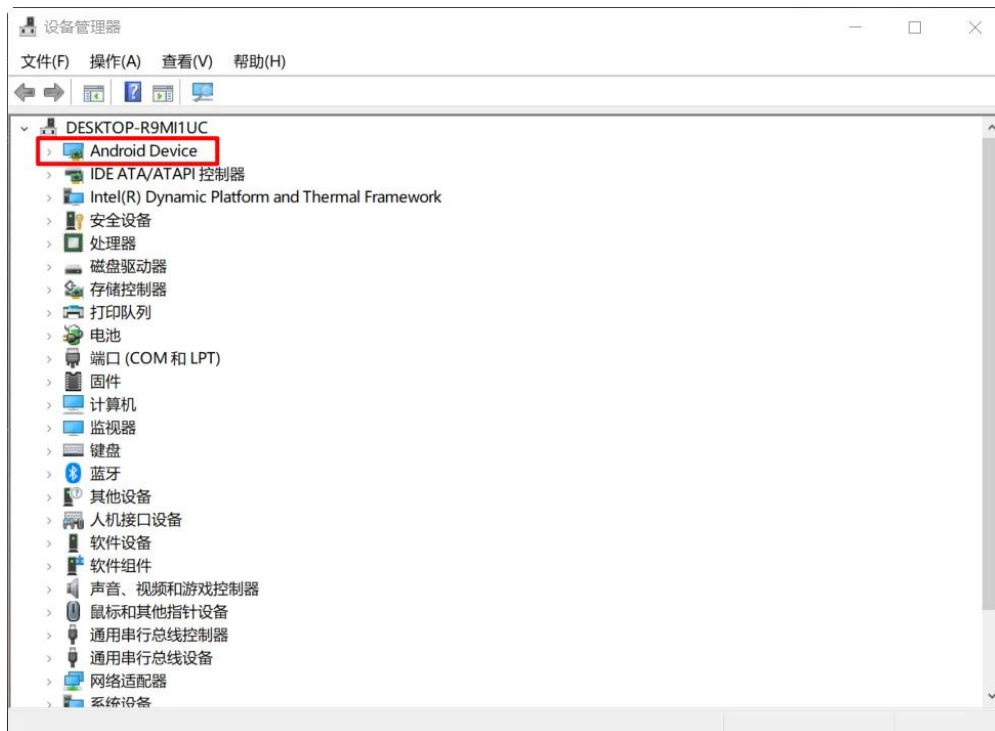 设备管理器
文件(F) 操作(A) 查看(V) 帮助(H)
DESKTOP-R9MI1UC
Android Device
IDE ATA/ATAPI 控制器
Intel(R) Dynamic Platform and Thermal Framework
安全设备
处理器
磁盘驱动器
存储控制器
打印队列
电池
端口 (COM 和 LPT)
固件
计算机
监视器
键盘
蓝牙
其他设备
人机接口设备
软件设备
软件组件
声音、视频和游戏控制器
鼠标和其他指针设备
通用串行总线控制器
通用串行总线设备
网络适配器
系统设备